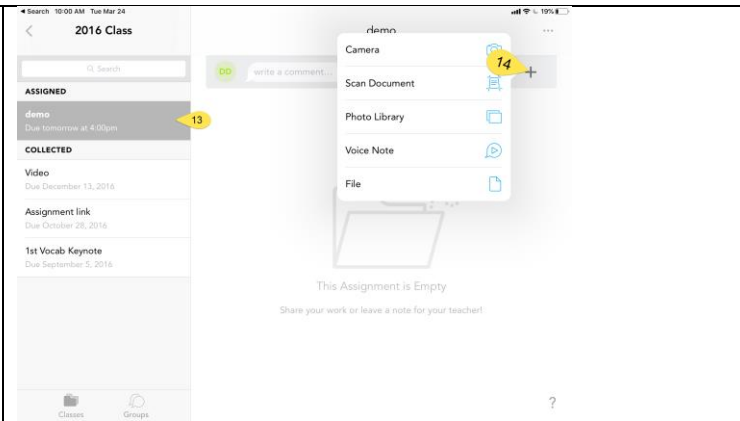 ◀ Search 10:00 AM Tue Mar 24
19%
2016 Class
demo
Search
ASSIGNED
demo
Due tomorrow at 4:00pm
13
COLLECTED
Video
Due December 13, 2016
Assignment link
Due October 28, 2016
1st Vocab Keynote
Due September 5, 2016
Classes
Groups
DD
write a comment...
14
Camera
Scan Document
Photo Library
Voice Note
File
This Assignment is Empty
Share your work or leave a note for your teacher!
?